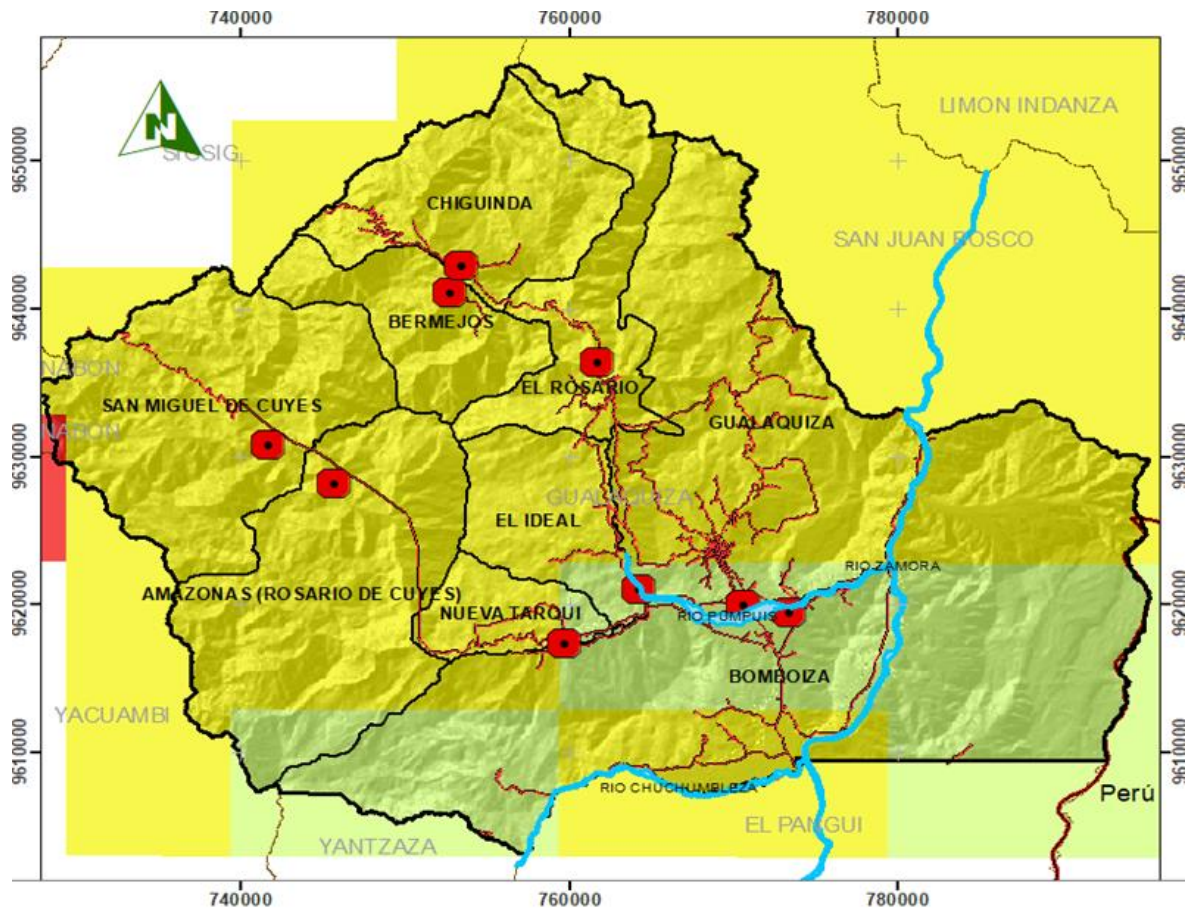 740000 760000 780000
LIMON INDANZA
N
SIGSIG
9650000 9650000
CHIGUINDA
SAN JUAN BOSCO
9640000 9640000
BERMEJOS
NABON
EL ROSARIO
SAN MIGUEL DE CUYES
GUALAQUIZA
NABON
9630000 9630000
GUALAQUIZA
EL IDEAL
RIO ZAMORA
AMAZONAS (ROSARIO DE CUYES)
9620000 9620000
NUEVA TARQUI
RIO PUMPUIS
BOMBOIZA
YACUAMBI
9610000 9610000
RIO CHUCHUMBLEZA
Perú
EL PANGUI
YANTZAZA
740000 760000 780000